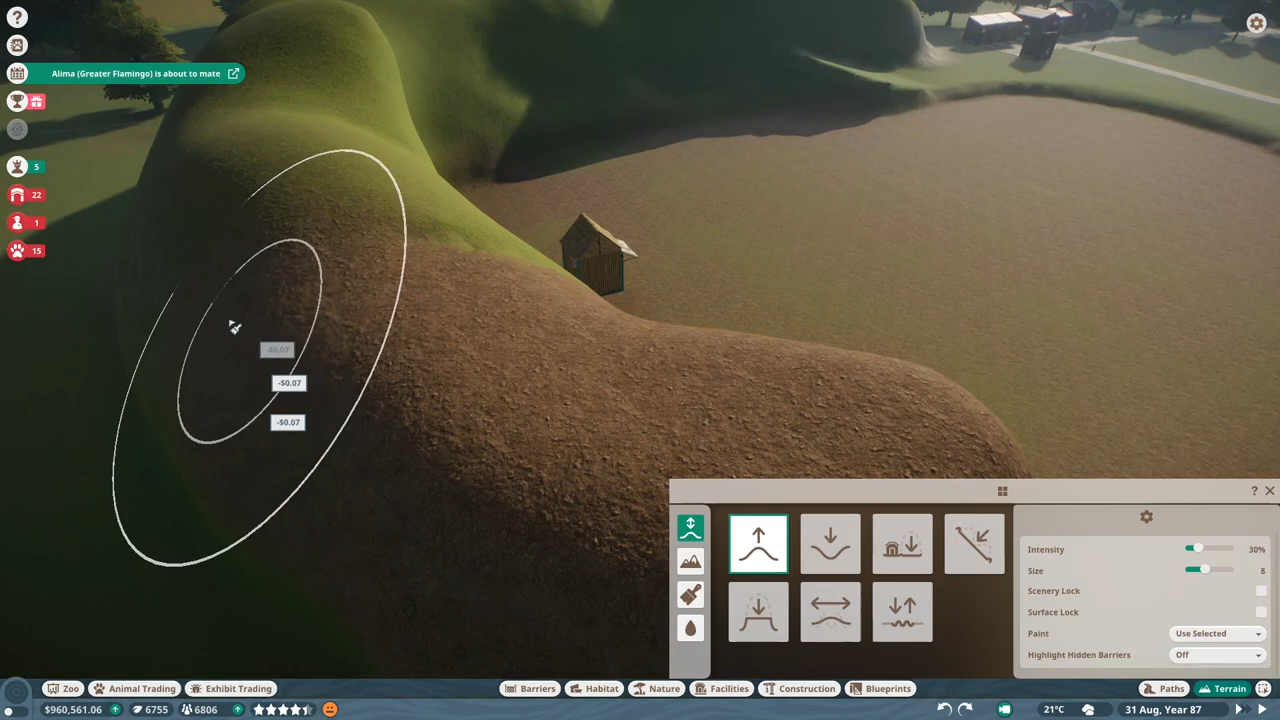 ?
Alima (Greater Flamingo) is about to mate
5
22
1
15
-$0.07
-$0.07
-$0.07
?
Intensity 30%
Size 8
Scenery Lock
Surface Lock
Paint Use Selected
Highlight Hidden Barriers Off
Zoo Animal Trading Exhibit Trading Barriers Habitat Nature Facilities Construction Blueprints Paths Terrain
$960,561.06 6755 6806 21°C 31 Aug, Year 87